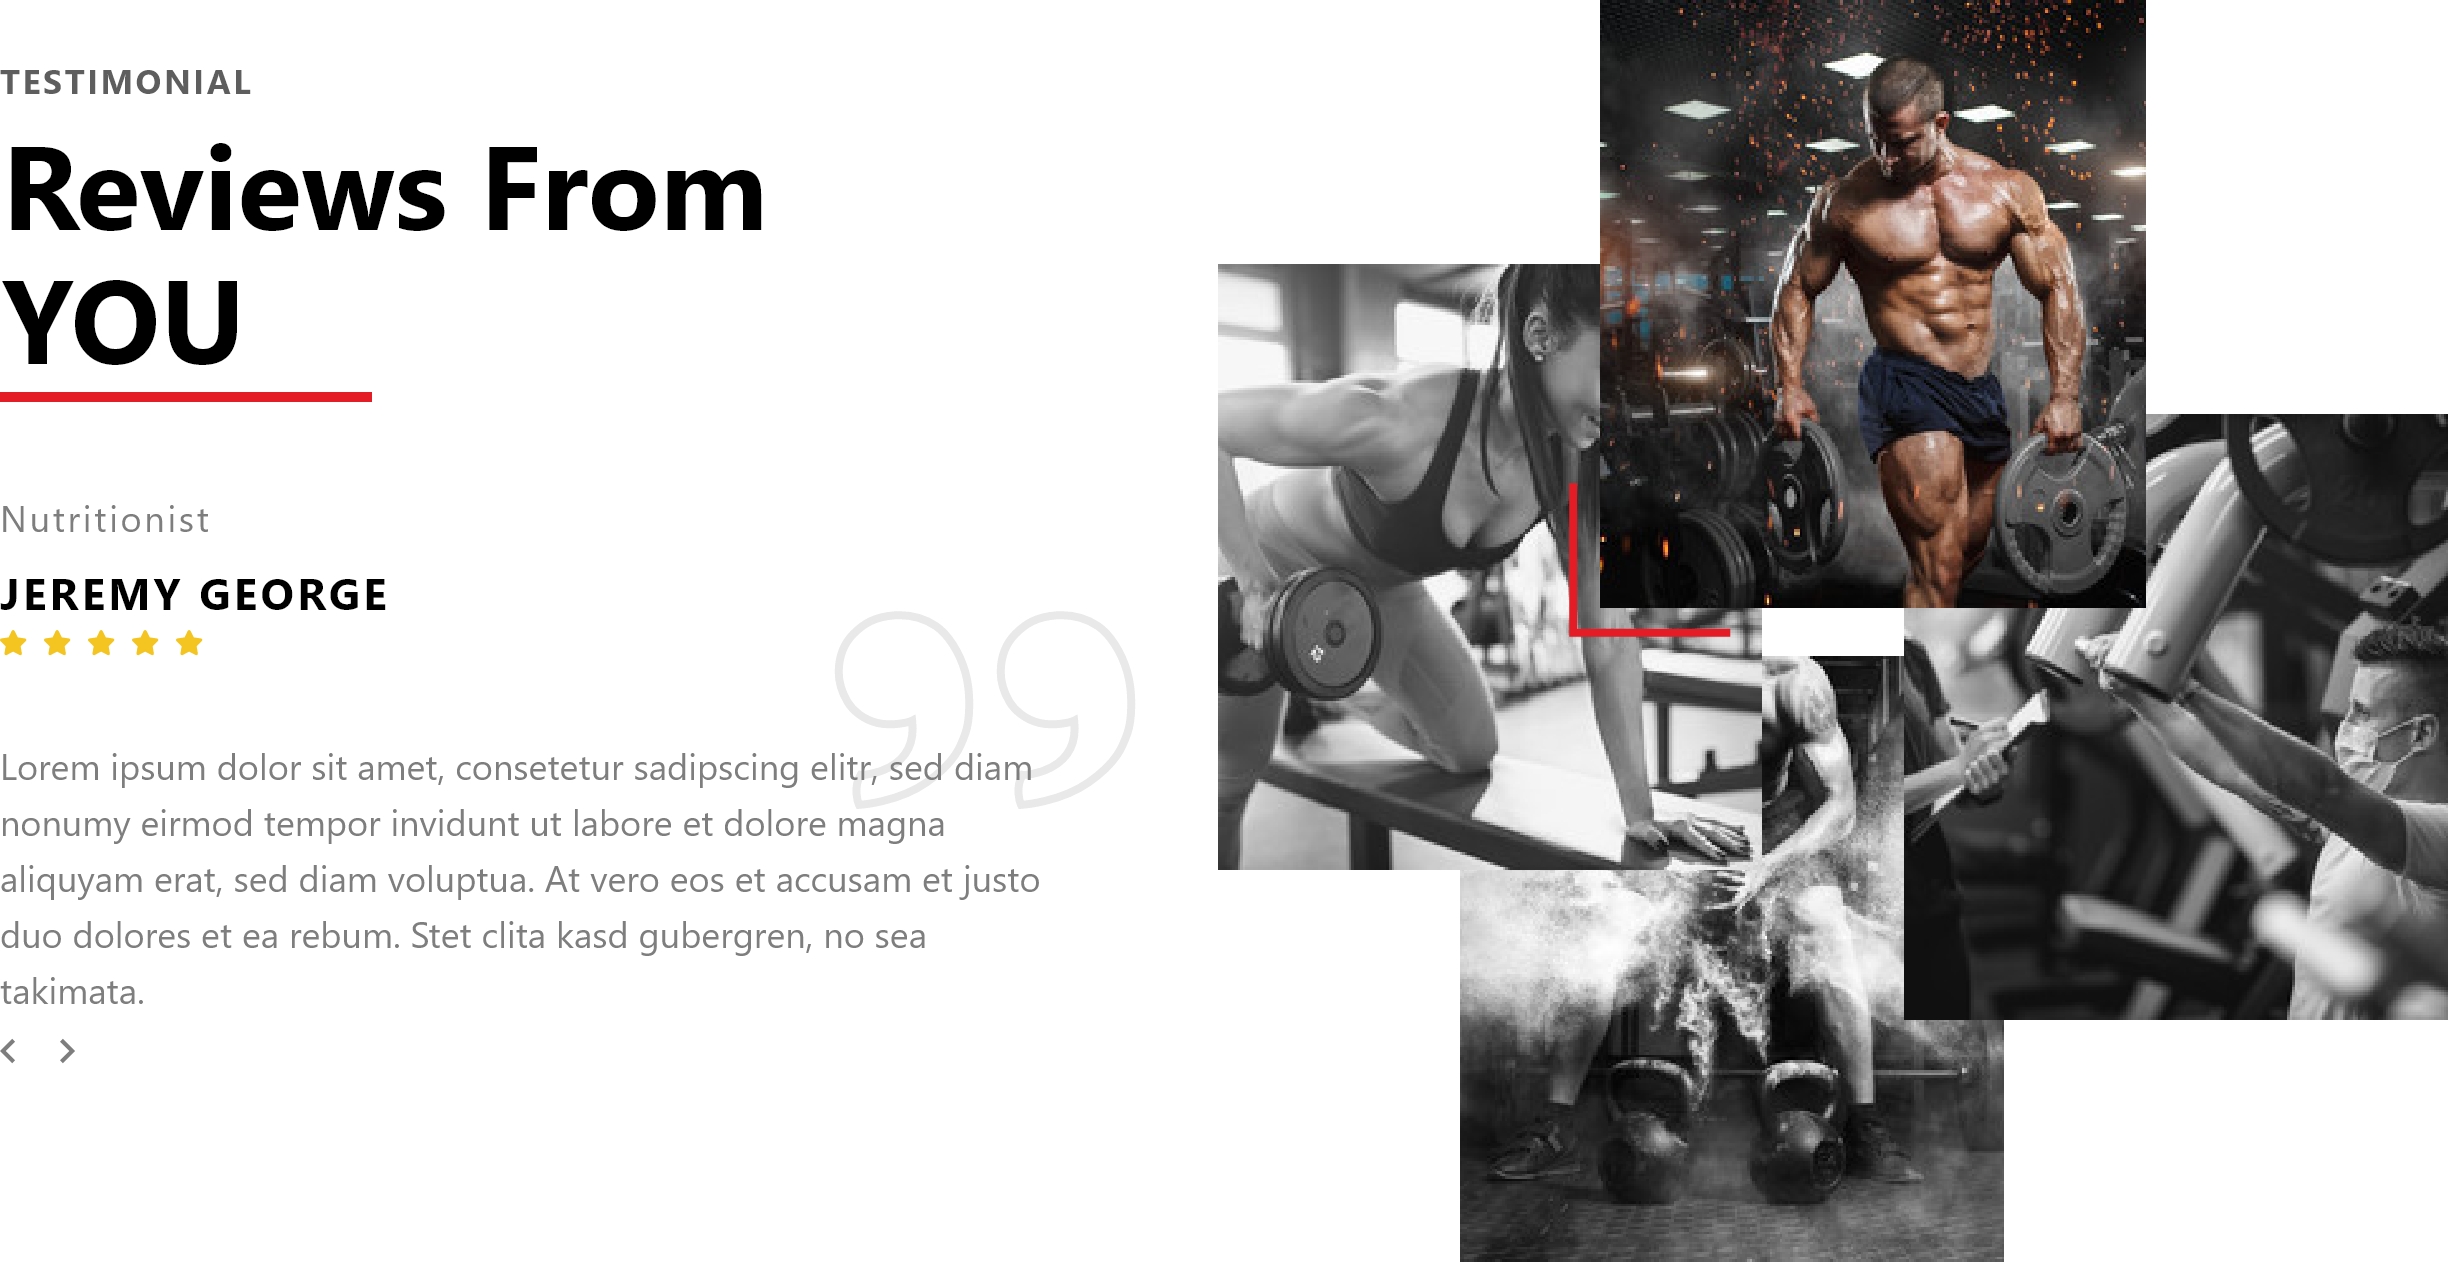 TESTIMONIAL
Reviews From
YOU
Nutritionist
JEREMY GEORGE
Lorem ipsum dolor sit amet, consetetur sadipscing elitr, sed diam
nonumy eirmod tempor invidunt ut labore et dolore magna
aliquyam erat, sed diam voluptua. At vero eos et accusam et justo
duo dolores et ea rebum. Stet clita kasd gubergren, no sea
takimata.